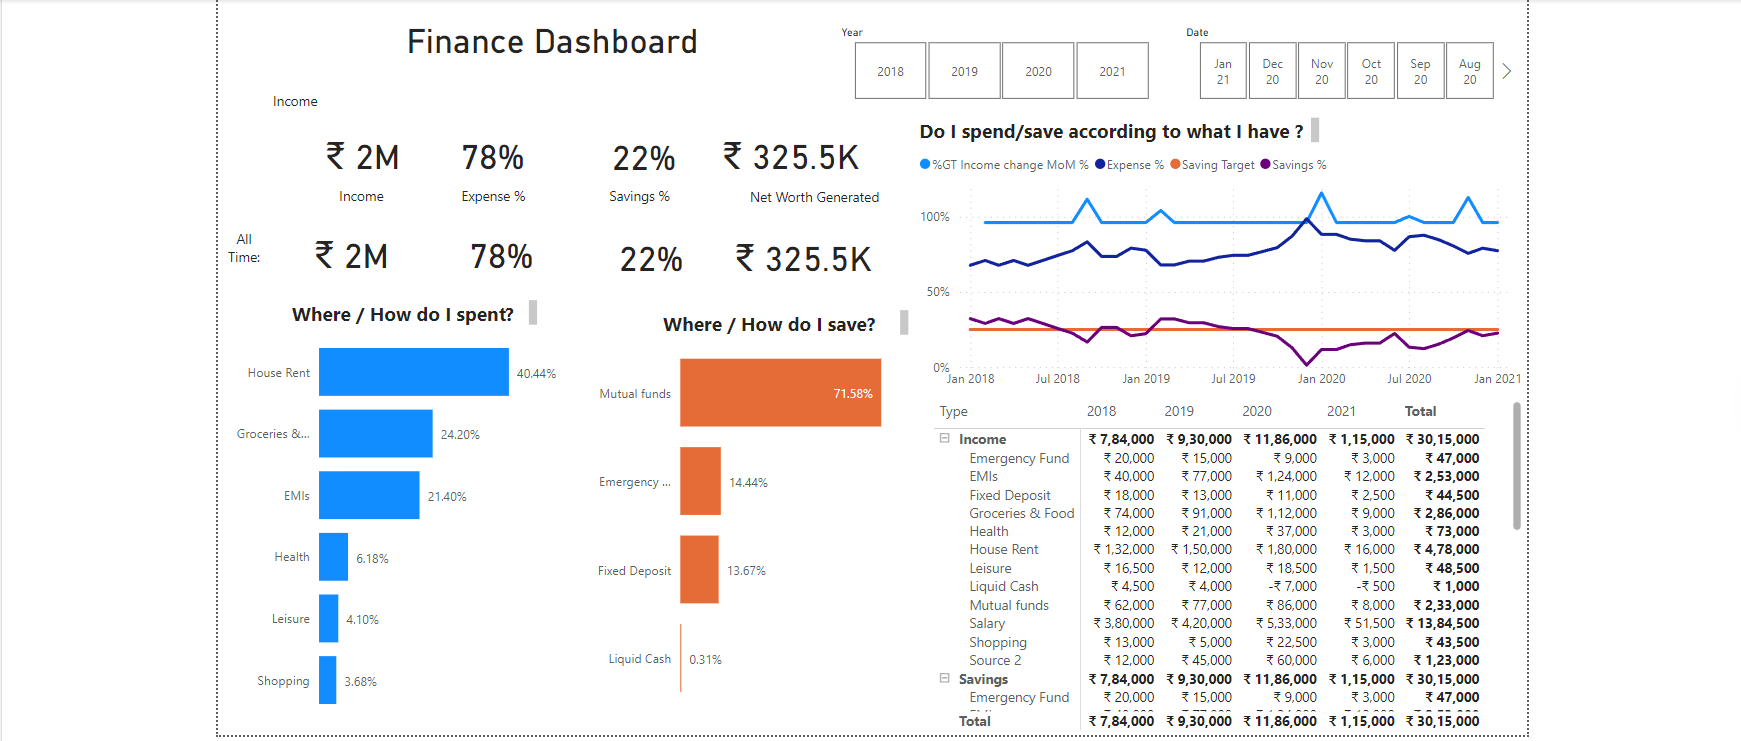 Finance Dashboard
Year
2018 2019 2020 2021
Date
Jan 21 Dec 20 Nov 20 Oct 20 Sep 20 Aug 20
Income
₹ 2M 78% 22% ₹ 325.5K
Income Expense % Savings % Net Worth Generated
All Time:
₹ 2M 78% 22% ₹ 325.5K
Where / How do I spent?
House Rent 40.44%
Groceries &... 24.20%
EMIs 21.40%
Health 6.18%
Leisure 4.10%
Shopping 3.68%
Where / How do I save?
Mutual funds 71.58%
Emergency ... 14.44%
Fixed Deposit 13.67%
Liquid Cash 0.31%
Do I spend/save according to what I have ?
%GT Income change MoM % Expense % Saving Target Savings %
100%
50%
0%
Jan 2018 Jul 2018 Jan 2019 Jul 2019 Jan 2020 Jul 2020 Jan 2021
Type 2018 2019 2020 2021 Total
Income ₹ 7,84,000 ₹ 9,30,000 ₹ 11,86,000 ₹ 1,15,000 ₹ 30,15,000
Emergency Fund ₹ 20,000 ₹ 15,000 ₹ 9,000 ₹ 3,000 ₹ 47,000
EMIs ₹ 40,000 ₹ 77,000 ₹ 1,24,000 ₹ 12,000 ₹ 2,53,000
Fixed Deposit ₹ 18,000 ₹ 13,000 ₹ 11,000 ₹ 2,500 ₹ 44,500
Groceries & Food ₹ 74,000 ₹ 91,000 ₹ 1,12,000 ₹ 9,000 ₹ 2,86,000
Health ₹ 12,000 ₹ 21,000 ₹ 37,000 ₹ 3,000 ₹ 73,000
House Rent ₹ 1,32,000 ₹ 1,50,000 ₹ 1,80,000 ₹ 16,000 ₹ 4,78,000
Leisure ₹ 16,500 ₹ 12,000 ₹ 18,500 ₹ 1,500 ₹ 48,500
Liquid Cash ₹ 4,500 ₹ 4,000 -₹ 7,000 -₹ 500 ₹ 1,000
Mutual funds ₹ 62,000 ₹ 77,000 ₹ 86,000 ₹ 8,000 ₹ 2,33,000
Salary ₹ 3,80,000 ₹ 4,20,000 ₹ 5,33,000 ₹ 51,500 ₹ 13,84,500
Shopping ₹ 13,000 ₹ 5,000 ₹ 22,500 ₹ 3,000 ₹ 43,500
Source 2 ₹ 12,000 ₹ 45,000 ₹ 60,000 ₹ 6,000 ₹ 1,23,000
Savings ₹ 7,84,000 ₹ 9,30,000 ₹ 11,86,000 ₹ 1,15,000 ₹ 30,15,000
Emergency Fund ₹ 20,000 ₹ 15,000 ₹ 9,000 ₹ 3,000 ₹ 47,000
Total ₹ 7,84,000 ₹ 9,30,000 ₹ 11,86,000 ₹ 1,15,000 ₹ 30,15,000